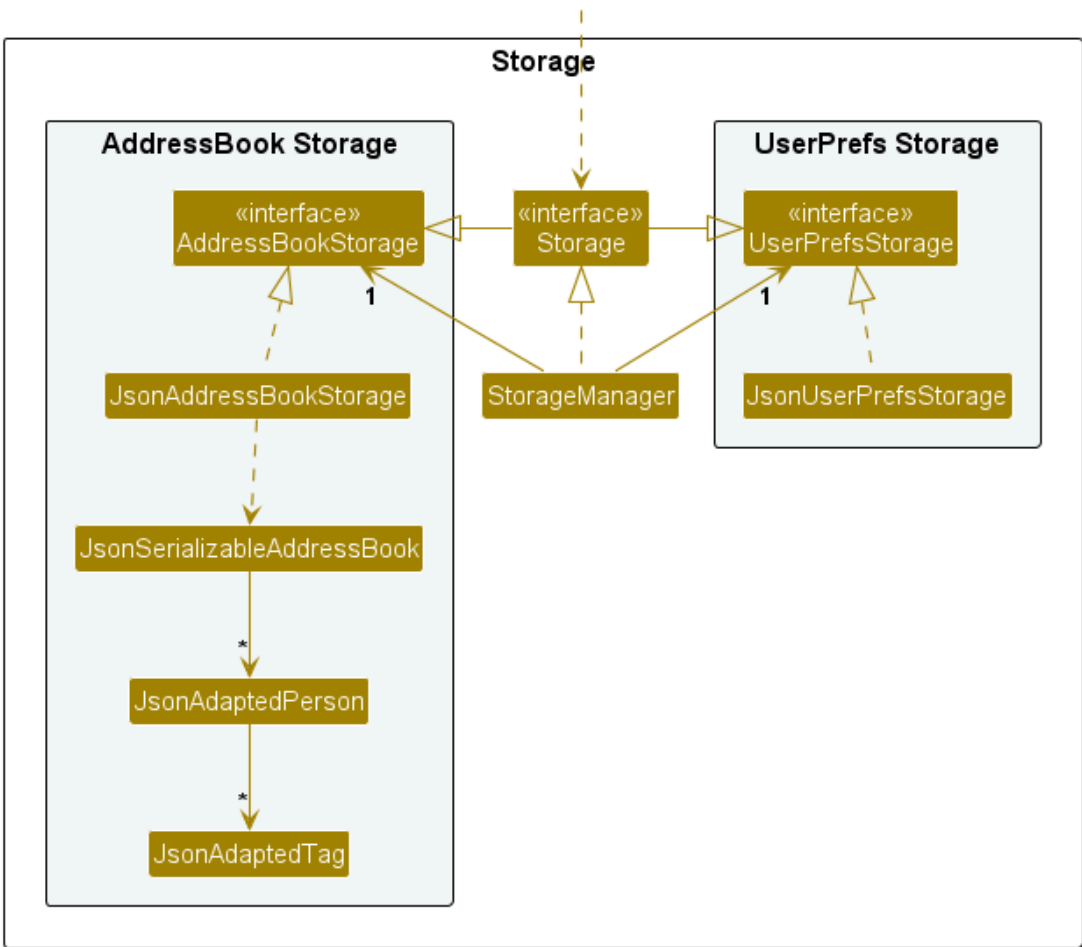 Storage
AddressBook Storage
UserPrefs Storage
«interface»
AddressBookStorage
«interface»
Storage
«interface»
UserPrefsStorage
1
1
JsonAddressBookStorage
StorageManager
JsonUserPrefsStorage
JsonSerializableAddressBook
*
JsonAdaptedPerson
*
JsonAdaptedTag